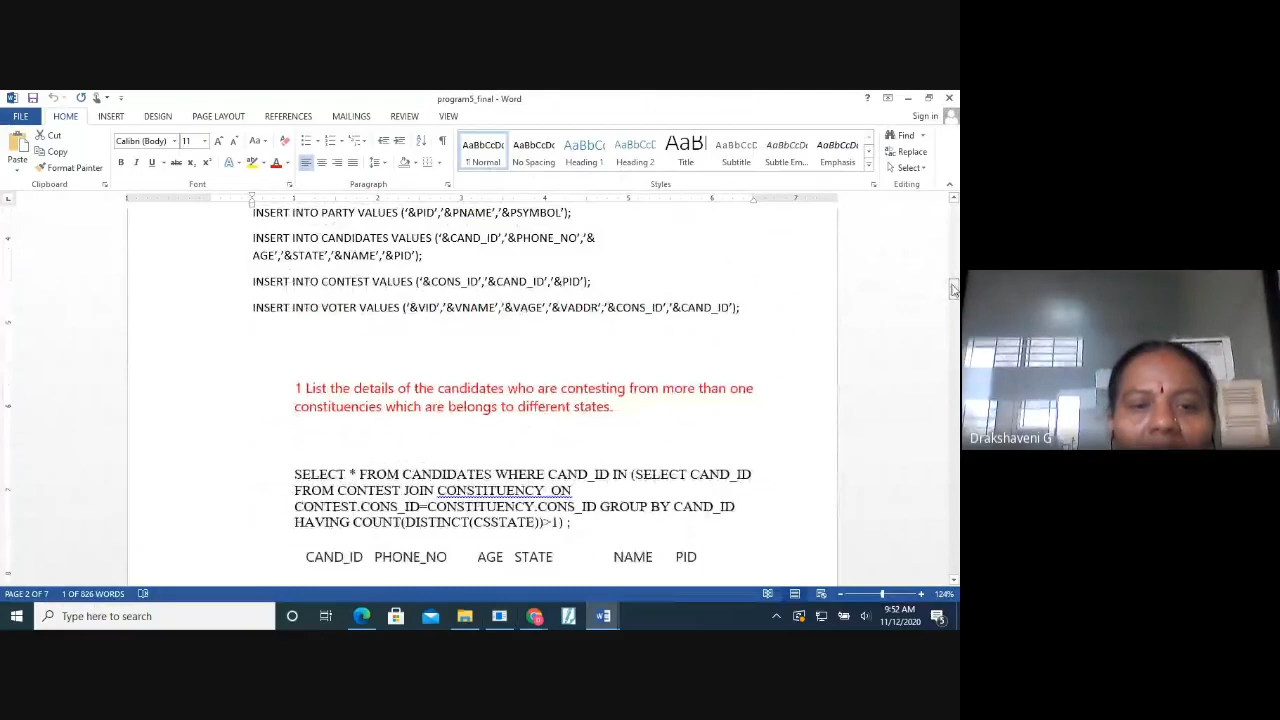 program5_final - Word
Sign in
FILE HOME INSERT DESIGN PAGE LAYOUT REFERENCES MAILINGS REVIEW VIEW
Cut
Copy
Format Painter
Paste
Calibri (Body) 11
AaBbCcDc AaBbCcDc AaBbCc AaBbCcC AaBl AaBbCcC AaBbCcDc AaBbCcDc
¶ Normal No Spacing Heading 1 Heading 2 Title Subtitle Subtle Em... Emphasis
Find
Replace
Select
Clipboard Font Paragraph Styles Editing
INSERT INTO PARTY VALUES (‘&PID’,’&PNAME’,’&PSYMBOL’);
INSERT INTO CANDIDATES VALUES (‘&CAND_ID’,’&PHONE_NO’,’&
AGE’,’&STATE’,’&NAME’,’&PID’);
INSERT INTO CONTEST VALUES (‘&CONS_ID’,’&CAND_ID’,’&PID’);
INSERT INTO VOTER VALUES (‘&VID’,’&VNAME’,’&VAGE’,’&VADDR’,’&CONS_ID’,’&CAND_ID’);
1 List the details of the candidates who are contesting from more than one
constituencies which are belongs to different states.
SELECT * FROM CANDIDATES WHERE CAND_ID IN (SELECT CAND_ID
FROM CONTEST JOIN CONSTITUENCY ON
CONTEST.CONS_ID=CONSTITUENCY.CONS_ID GROUP BY CAND_ID
HAVING COUNT(DISTINCT(CSSTATE))>1) ;
CAND_ID PHONE_NO AGE STATE NAME PID
PAGE 2 OF 7 1 OF 826 WORDS
124%
Type here to search
9:52 AM
11/12/2020
Drakshaveni G